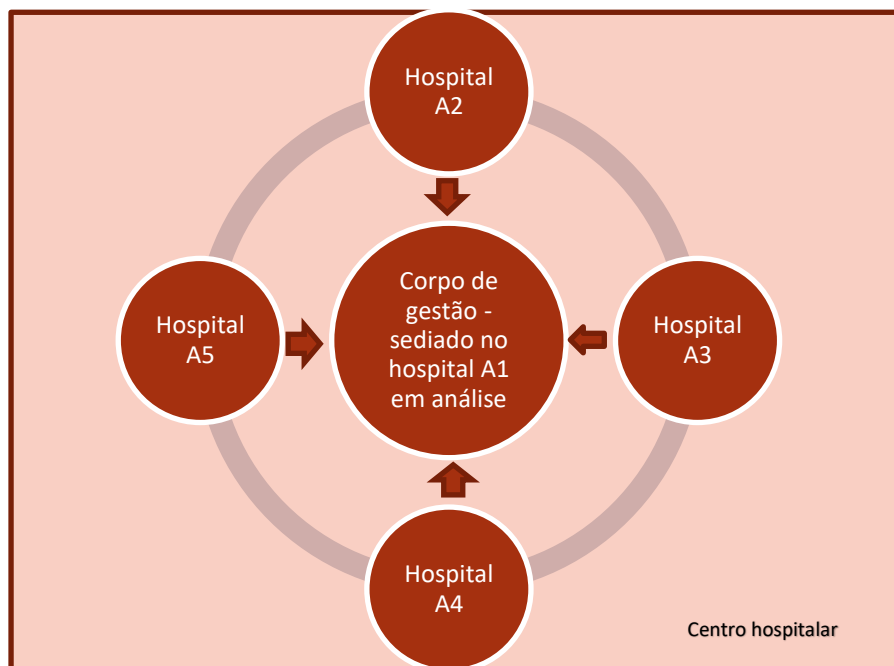 Hospital
A2
Hospital
A5
Corpo de
gestão -
sediado no
hospital A1
em análise
Hospital
A3
Hospital
A4
Centro hospitalar